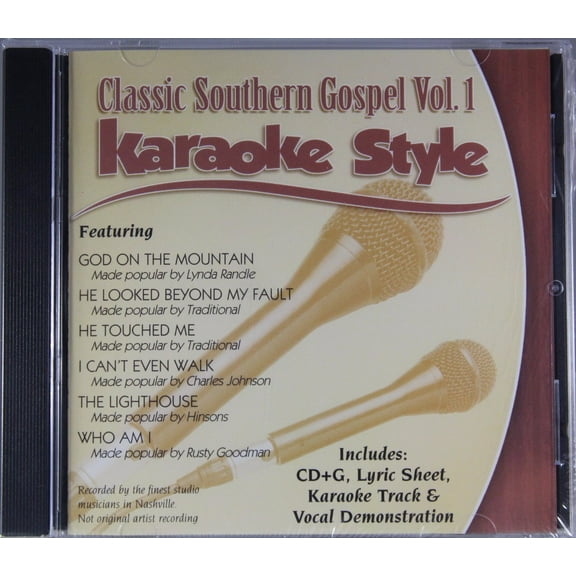 Classic Southern Gospel Vol. 1
Karaoke Style
Featuring
GOD ON THE MOUNTAIN
Made popular by Lynda Randle
HE LOOKED BEYOND MY FAULT
Made popular by Traditional
HE TOUCHED ME
Made popular by Traditional
I CAN'T EVEN WALK
Made popular by Charles Johnson
THE LIGHTHOUSE
Made popular by Hinsons
WHO AM I
Made popular by Rusty Goodman
Recorded by the finest studio
musicians in Nashville.
Not original artist recording
Includes:
CD+G, Lyric Sheet,
Karaoke Track &
Vocal Demonstration